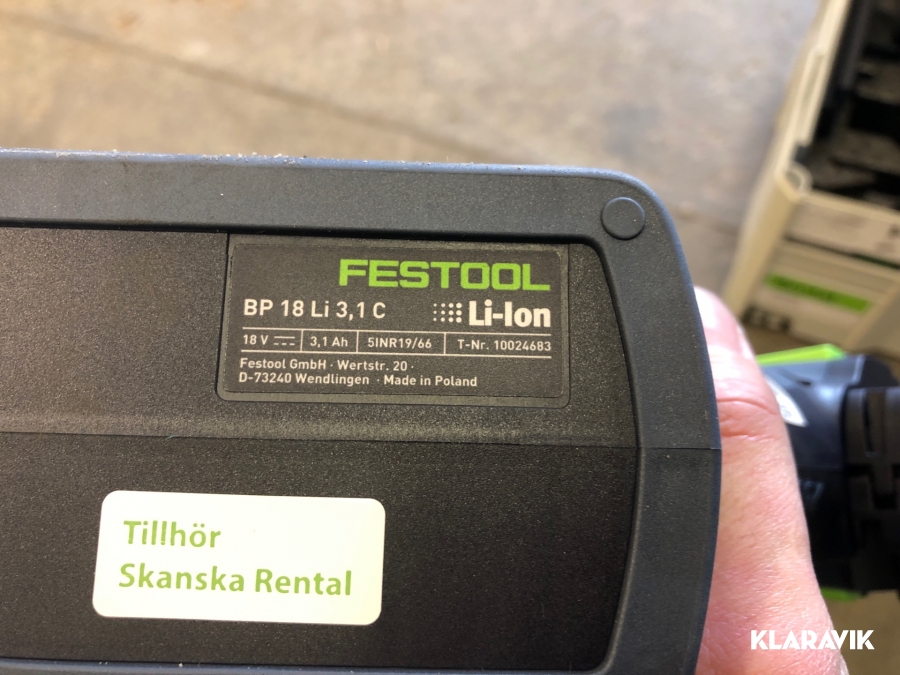 FESTOOL
BP 18 Li 3,1 C
Li-Ion
18 V 3,1 Ah 5INR19/66 T-Nr. 10024683
Festool GmbH · Wertstr. 20 ·
D-73240 Wendlingen · Made in Poland
Tillhör
Skanska Rental
KLARAVIK